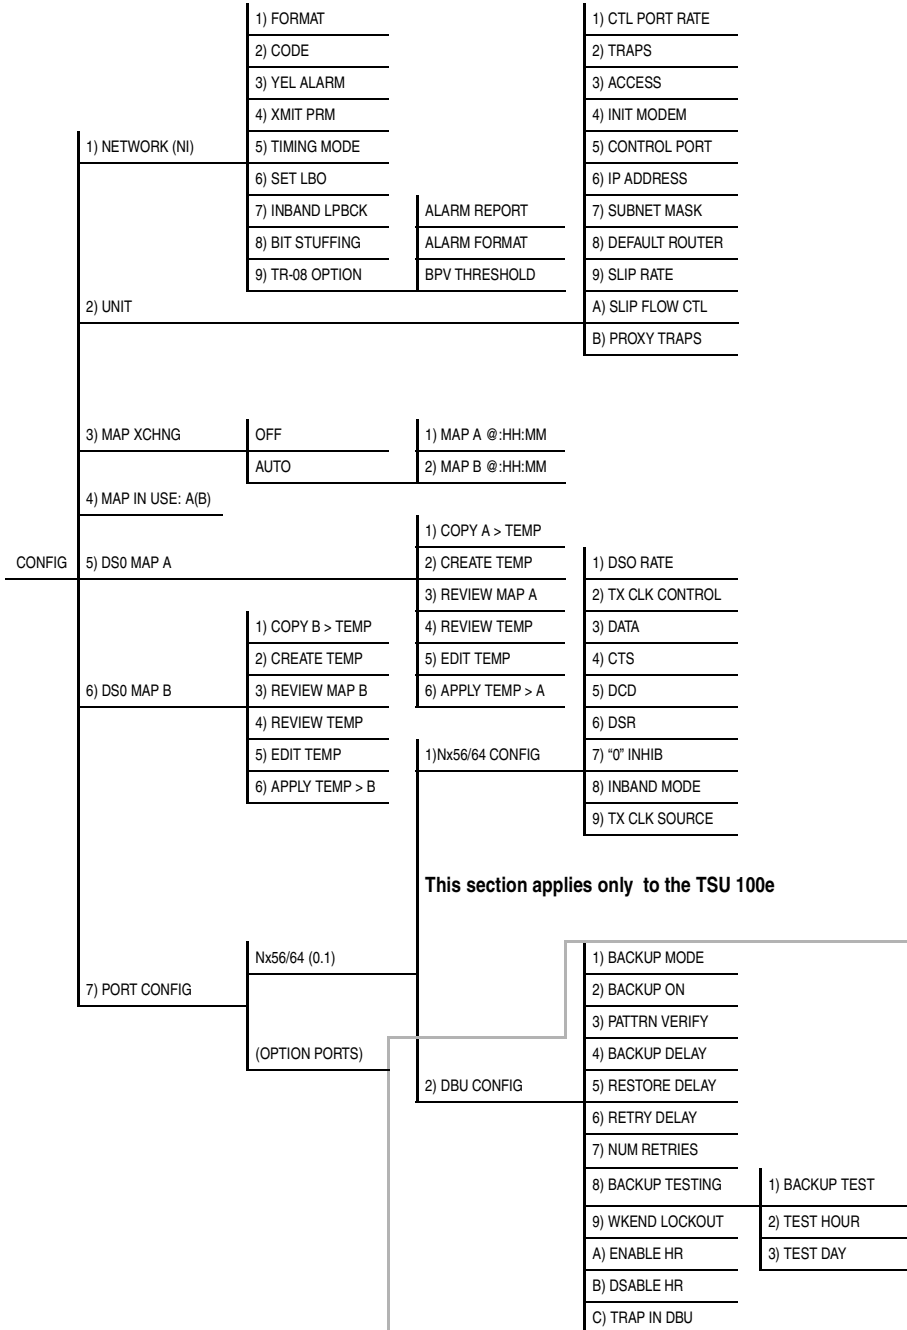 1) FORMAT
2) CODE
3) YEL ALARM
4) XMIT PRM
1) NETWORK (NI)
5) TIMING MODE
6) SET LBO
7) INBAND LPBCK
8) BIT STUFFING
9) TR-08 OPTION
ALARM REPORT
ALARM FORMAT
BPV THRESHOLD
1) CTL PORT RATE
2) TRAPS
3) ACCESS
4) INIT MODEM
5) CONTROL PORT
6) IP ADDRESS
7) SUBNET MASK
8) DEFAULT ROUTER
9) SLIP RATE
A) SLIP FLOW CTL
B) PROXY TRAPS
2) UNIT
3) MAP XCHNG
OFF
AUTO
1) MAP A @:HH:MM
2) MAP B @:HH:MM
4) MAP IN USE: A(B)
CONFIG
5) DS0 MAP A
1) COPY A > TEMP
2) CREATE TEMP
3) REVIEW MAP A
4) REVIEW TEMP
5) EDIT TEMP
6) APPLY TEMP > A
6) DS0 MAP B
1) COPY B > TEMP
2) CREATE TEMP
3) REVIEW MAP B
4) REVIEW TEMP
5) EDIT TEMP
6) APPLY TEMP > B
1)Nx56/64 CONFIG
1) DSO RATE
2) TX CLK CONTROL
3) DATA
4) CTS
5) DCD
6) DSR
7) “0” INHIB
8) INBAND MODE
9) TX CLK SOURCE
This section applies only  to the TSU 100e
7) PORT CONFIG
Nx56/64 (0.1)
(OPTION PORTS)
2) DBU CONFIG
1) BACKUP MODE
2) BACKUP ON
3) PATTRN VERIFY
4) BACKUP DELAY
5) RESTORE DELAY
6) RETRY DELAY
7) NUM RETRIES
8) BACKUP TESTING
9) WKEND LOCKOUT
A) ENABLE HR
B) DSABLE HR
C) TRAP IN DBU
1) BACKUP TEST
2) TEST HOUR
3) TEST DAY